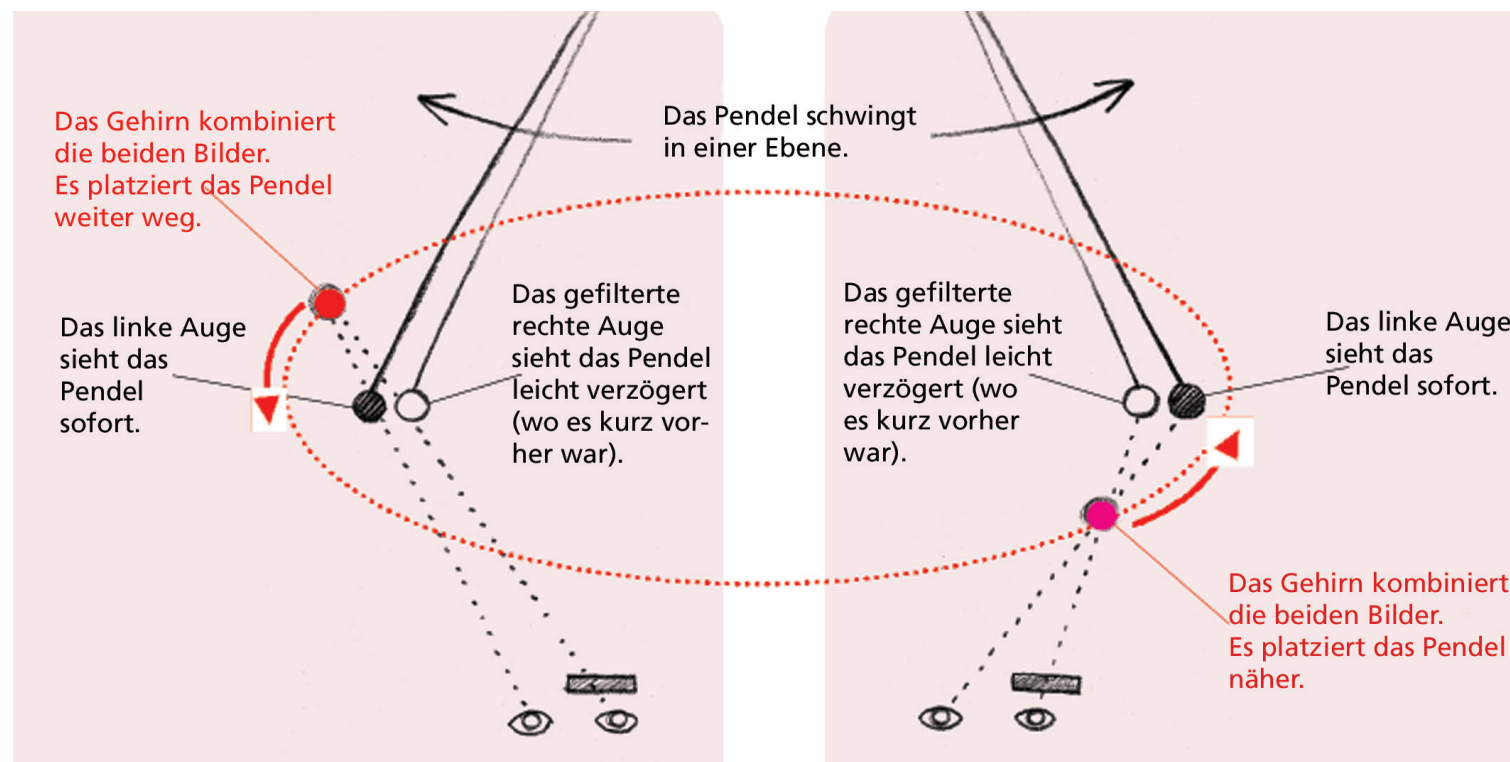 Das Gehirn kombiniert
die beiden Bilder.
Es platziert das Pendel
weiter weg.
Das Pendel schwingt
in einer Ebene.
Das linke Auge
sieht das
Pendel
sofort.
Das gefilterte
rechte Auge
sieht das Pendel
leicht verzögert
(wo es kurz vor-
her war).
Das gefilterte
rechte Auge sieht
das Pendel leicht
verzögert (wo
es kurz vorher
war).
Das linke Auge
sieht das
Pendel sofort.
Das Gehirn kombiniert
die beiden Bilder.
Es platziert das Pendel
näher.